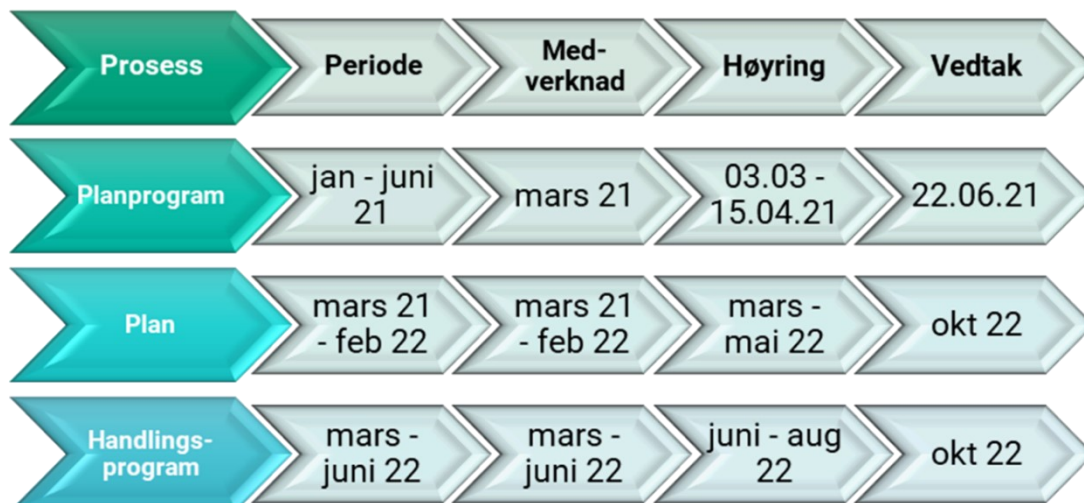 Prosess
Periode
Med-
verknad
Høyring
Vedtak
Planprogram
jan - juni
21
mars 21
03.03 -
15.04.21
22.06.21
Plan
mars 21
- feb 22
mars 21
- feb 22
mars -
mai 22
okt 22
Handlings-
program
mars -
juni 22
mars -
juni 22
juni - aug
22
okt 22